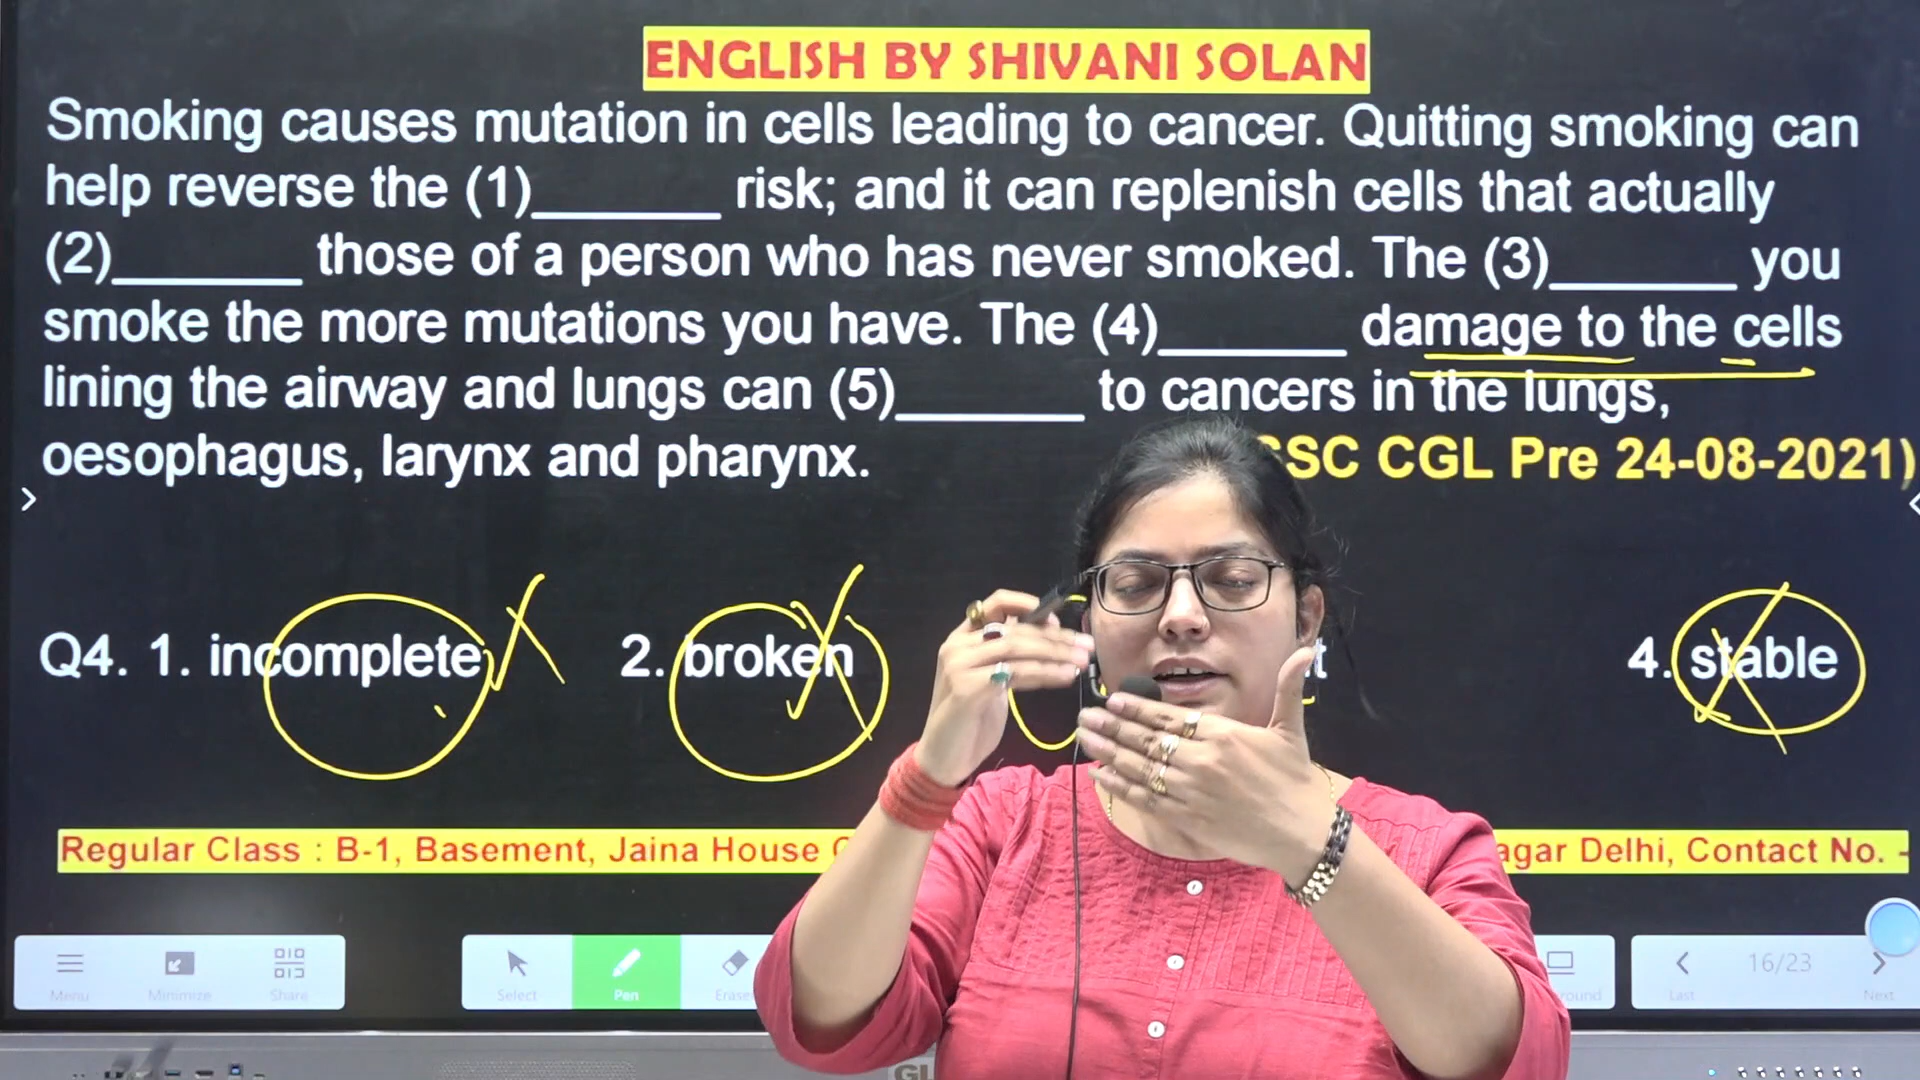 ENGLISH BY SHIVANI SOLAN
Smoking causes mutation in cells leading to cancer. Quitting smoking can
help reverse the (1)_______ risk; and it can replenish cells that actually
(2)_______ those of a person who has never smoked. The (3)_______ you
smoke the more mutations you have. The (4)_______ damage to the cells
lining the airway and lungs can (5)_______ to cancers in the lungs,
oesophagus, larynx and pharynx.
SSC CGL Pre 24-08-2021)
Q4. 1. incomplete 2. broken 4. stable
Regular Class : B-1, Basement, Jaina House Delhi, Contact No. -
Menu Minimize Share Select Pen Last 16/23 Next